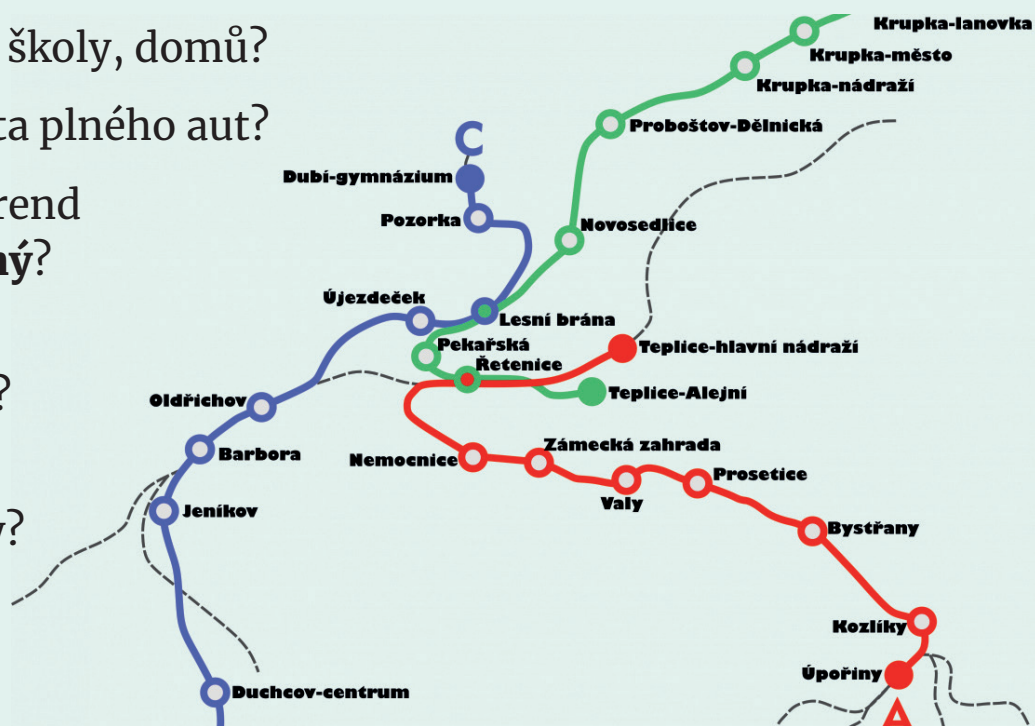 školy, domů?
ta plného aut?
rend
ný?
?
y?
Krupka-lanovka
Krupka-město
Krupka-nádraží
Proboštov-Dělnická
C
Dubí-gymnázium
Pozorka
Novosedlice
Újezdeček
Lesní brána
Pekařská
Řetenice
Teplice-hlavní nádraží
Teplice-Alejní
Oldřichov
Barbora
Nemocnice
Zámecká zahrada
Valy
Prosetice
Jeníkov
Bystřany
Kozlíky
Úpořiny
Duchcov-centrum
A